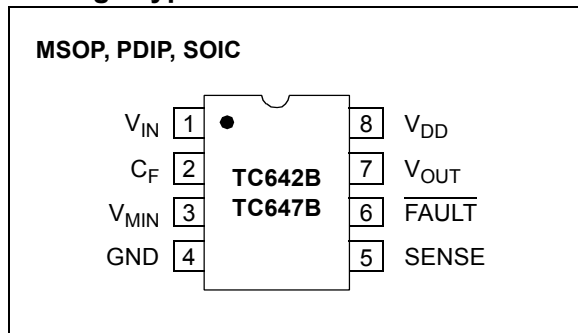 MSOP, PDIP, SOIC
VIN 1 8 VDD
CF 2 TC642B 7 VOUT
VMIN 3 TC647B 6 FAULT
GND 4 5 SENSE